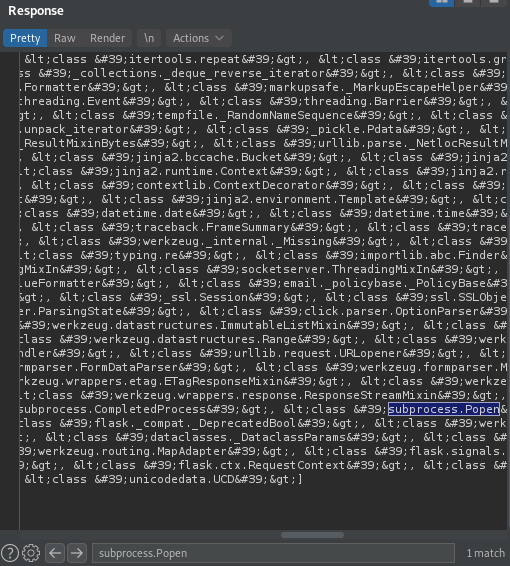 Response
Pretty Raw Render \n Actions
&lt;class &#39;itertools.repeat&#39;&gt;, &lt;class &#39;itertools.gr
ss &#39;_collections._deque_reverse_iterator&#39;&gt;, &lt;class
.Formatter&#39;&gt;, &lt;class &#39;markupsafe._MarkupEscapeHelper
threading.Event&#39;&gt;, &lt;class &#39;threading.Barrier&#39;&gt;, &lt
gt;, &lt;class &#39;tempfile._RandomNameSequence&#39;&gt;, &lt;class
.unpack_iterator&#39;&gt;, &lt;class &#39;_pickle.Pdata&#39;&gt;, &lt
_ResultMixinBytes&#39;&gt;, &lt;class &#39;urllib.parse._NetlocResultM
, &lt;class &#39;jinja2.bccache.Bucket&#39;&gt;, &lt;class &#39;jinja2
t;class &#39;jinja2.runtime.Context&#39;&gt;, &lt;class &#39;jinja2.r
, &lt;class &#39;contextlib.ContextDecorator&#39;&gt;, &lt;class &#39
t&#39;&gt;, &lt;class &#39;jinja2.environment.Template&#39;&gt;, &lt;c
class &#39;datetime.date&#39;&gt;, &lt;class &#39;datetime.time&#39;&
class &#39;traceback.FrameSummary&#39;&gt;, &lt;class &#39;trace
;, &lt;class &#39;werkzeug._internal._Missing&#39;&gt;, &lt;class
t;class &#39;typing.re&#39;&gt;, &lt;class &#39;importlib.abc.Finder
gMixIn&#39;&gt;, &lt;class &#39;socketserver.ThreadingMixIn&#39;&gt;
ueFormatter&#39;&gt;, &lt;class &#39;email._policybase._PolicyBase&#3
&#39;&gt;, &lt;class &#39;_ssl.Session&#39;&gt;, &lt;class &#39;ssl.SSLObje
er.ParsingState&#39;&gt;, &lt;class &#39;click.parser.OptionParser
&#39;werkzeug.datastructures.ImmutableListMixin&#39;&gt;, &lt;class
class &#39;werkzeug.datastructures.Range&#39;&gt;, &lt;class &#39;werk
ndler&#39;&gt;, &lt;class &#39;urllib.request.URLopener&#39;&gt;, &lt
rmparser.FormDataParser&#39;&gt;, &lt;class &#39;werkzeug.formparser.M
rkzeug.wrappers.etag.ETagResponseMixin&#39;&gt;, &lt;class &#39;werkze
t;class &#39;werkzeug.wrappers.response.ResponseStreamMixin&#39;&gt;,
subprocess.CompletedProcess&#39;&gt;, &lt;class &#39;subprocess.Popen&
class &#39;flask._compat._DeprecatedBool&#39;&gt;, &lt;class &#39;werk
;, &lt;class &#39;dataclasses._DataclassParams&#39;&gt;, &lt;class
39;werkzeug.routing.MapAdapter&#39;&gt;, &lt;class &#39;flask.signals.
9;&gt;, &lt;class &#39;flask.ctx.RequestContext&#39;&gt;, &lt;class
&lt;class &#39;unicodedata.UCD&#39;&gt;]
subprocess.Popen 1 match